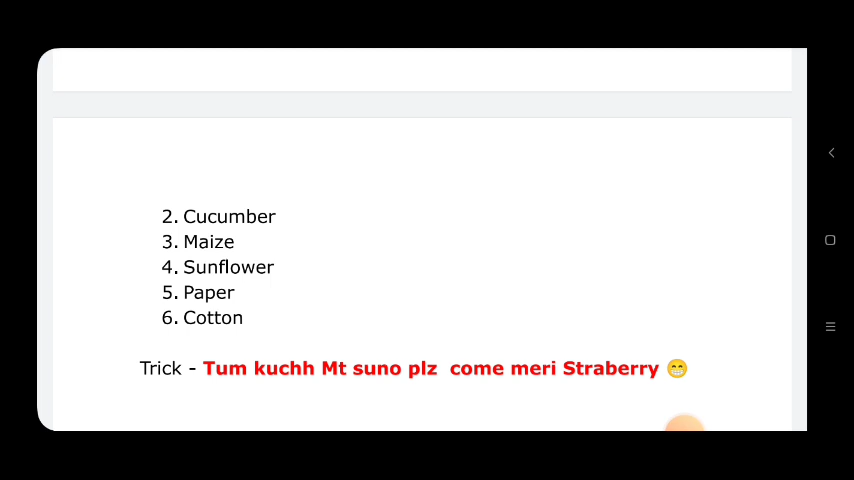 2. Cucumber
3. Maize
4. Sunflower
5. Paper
6. Cotton
Trick - Tum kuchh Mt suno plz come meri Straberry 😁